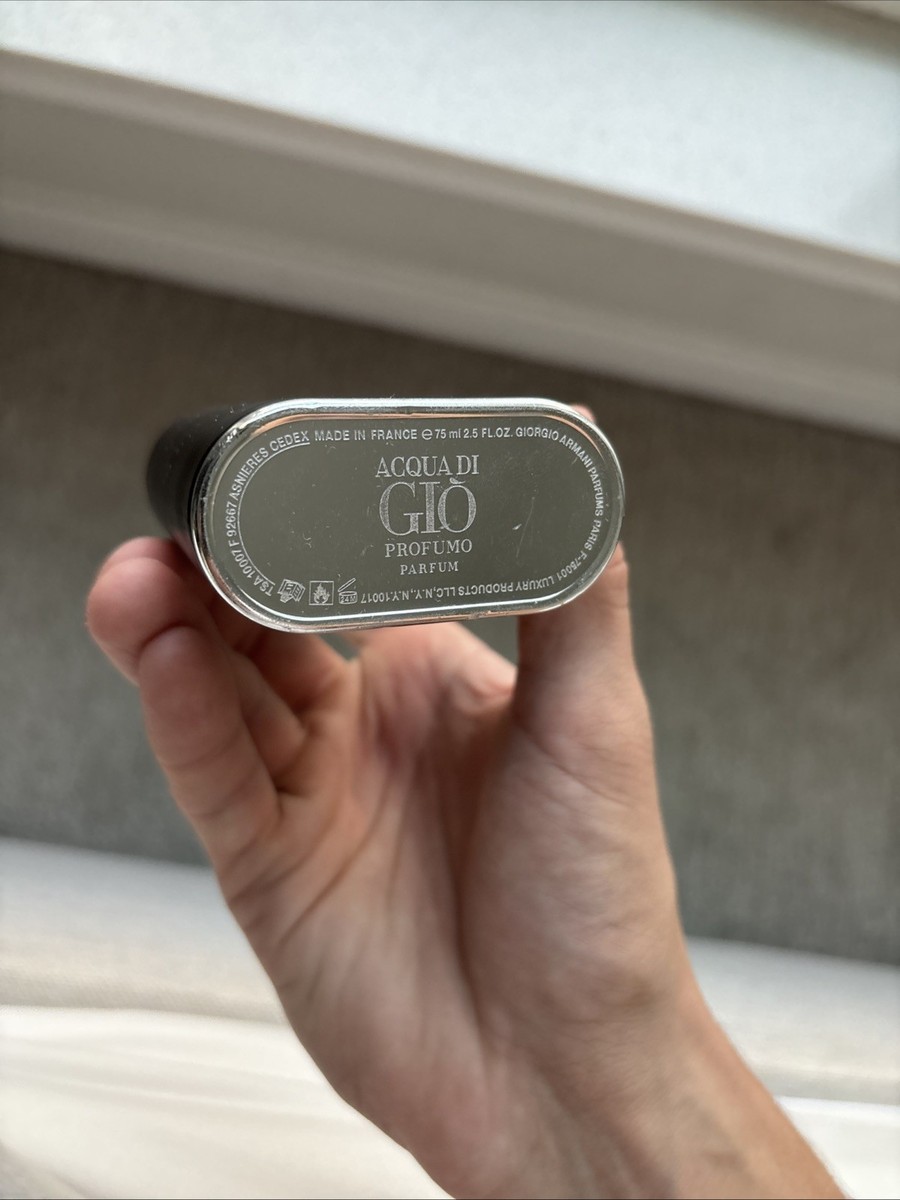 ACQUA DI
GIÒ
PROFUMO
PARFUM
TSA 10007 F 92667 ASNIERES CEDEX MADE IN FRANCE ℮ 75 ml 2.5 FL.OZ. GIORGIO ARMANI PARFUMS PARIS F-75001 LUXURY PRODUCTS LLC, N.Y., N.Y. 10017